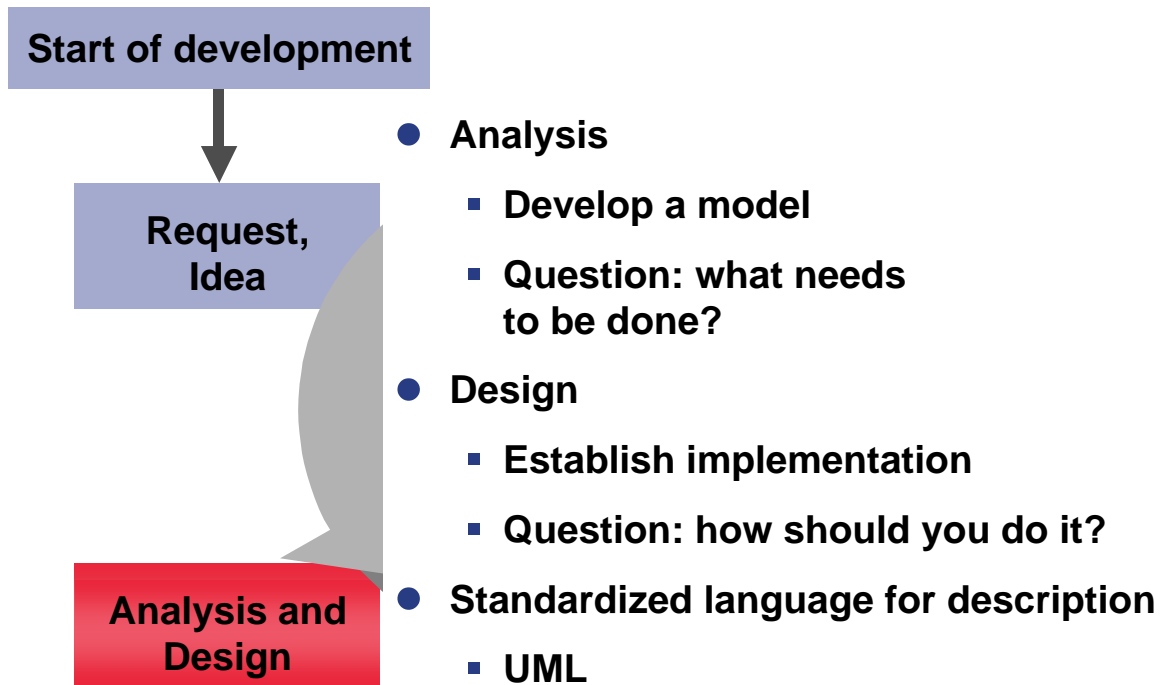 Start of development
Request,
Idea
Analysis and
Design
Analysis
Develop a model
Question: what needs
to be done?
Design
Establish implementation
Question: how should you do it?
Standardized language for description
UML